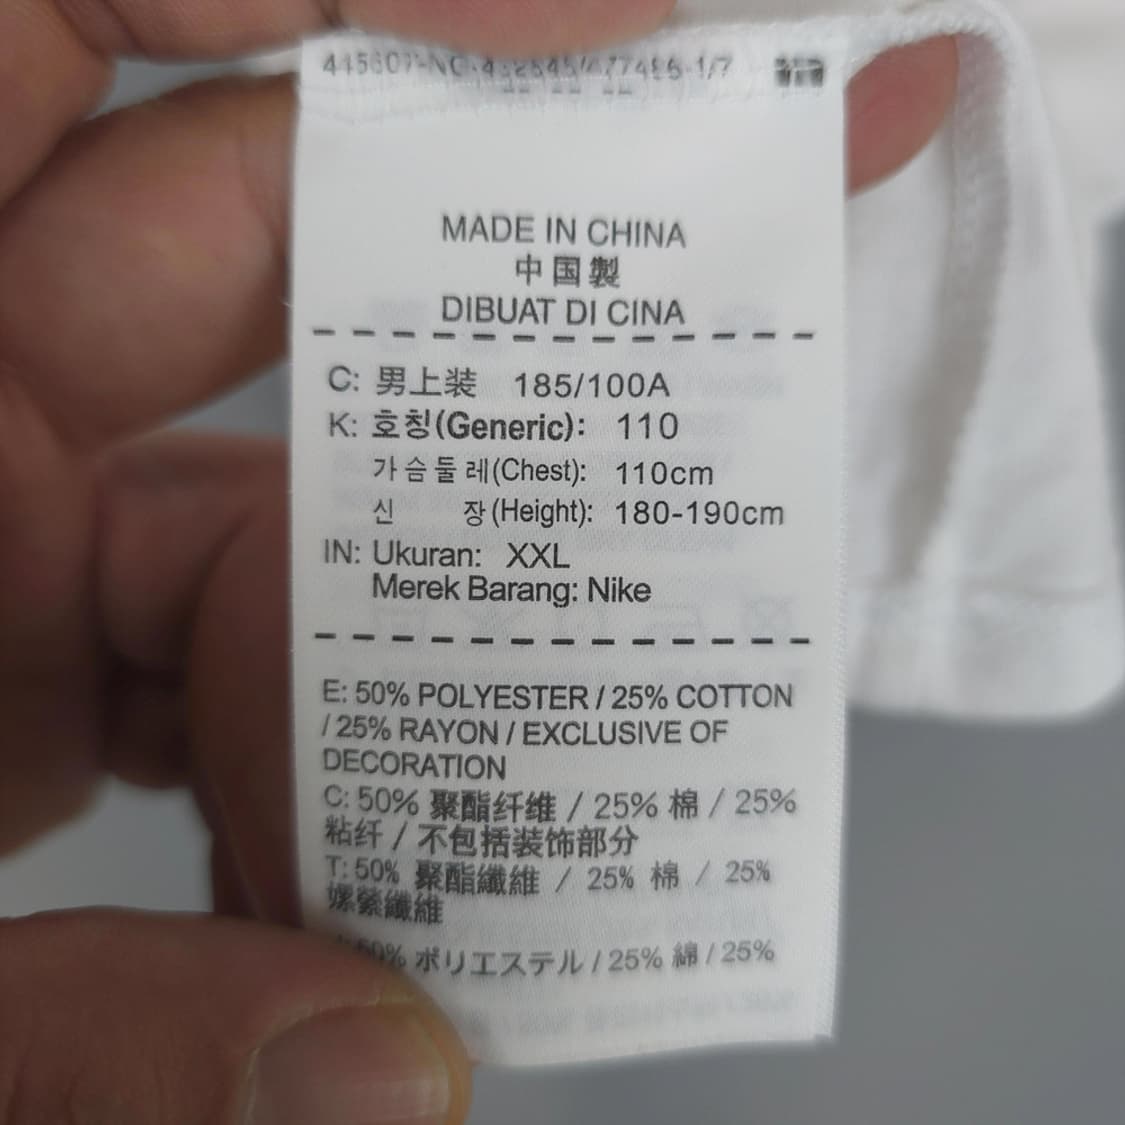 MADE IN CHINA
中国製
DIBUAT DI CINA
C: 男上装 185/100A
K: 호칭(Generic): 110
가슴둘레(Chest): 110cm
신 장(Height): 180-190cm
IN: Ukuran: XXL
Merek Barang: Nike
E: 50% POLYESTER / 25% COTTON
/ 25% RAYON / EXCLUSIVE OF
DECORATION
C: 50% 聚酯纤维 / 25% 棉 / 25%
粘纤 / 不包括装饰部分
T: 50% 聚酯纖維 / 25% 棉 / 25%
嫘縈纖維
50% ポリエステル / 25% 綿 / 25%